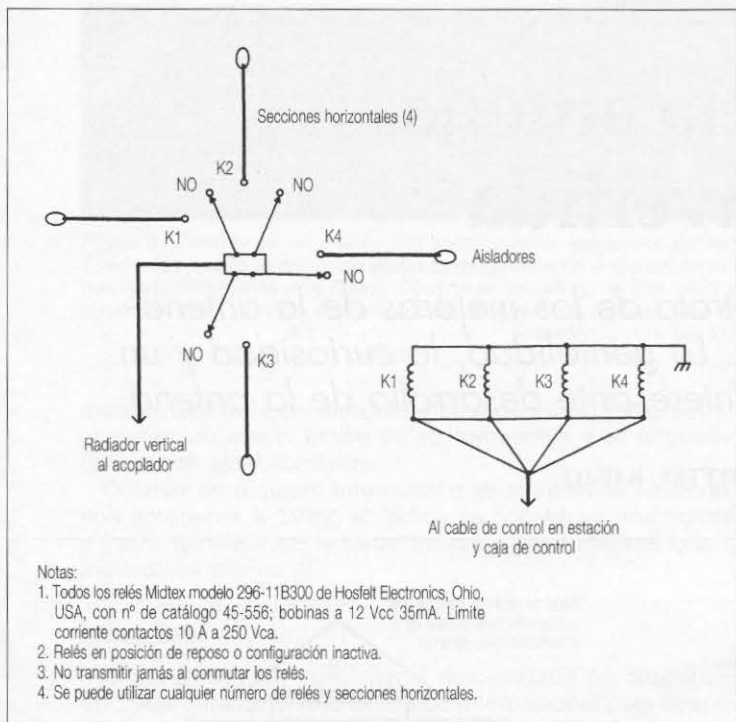 Secciones horizontales (4)
K2
NO
NO
K1
K4
Aisladores
NO
NO
K3
Radiador vertical
al acoplador
K1
K2
K3
K4
Al cable de control en estación
y caja de control
Notas:
1. Todos los relés Midtex modelo 296-11B300 de Hosfelt Electronics, Ohio,
USA, con nº de catálogo 45-556; bobinas a 12 Vcc 35mA. Límite
corriente contactos 10 A a 250 Vca.
2. Relés en posición de reposo o configuración inactiva.
3. No transmitir jamás al conmutar los relés.
4. Se puede utilizar cualquier número de relés y secciones horizontales.